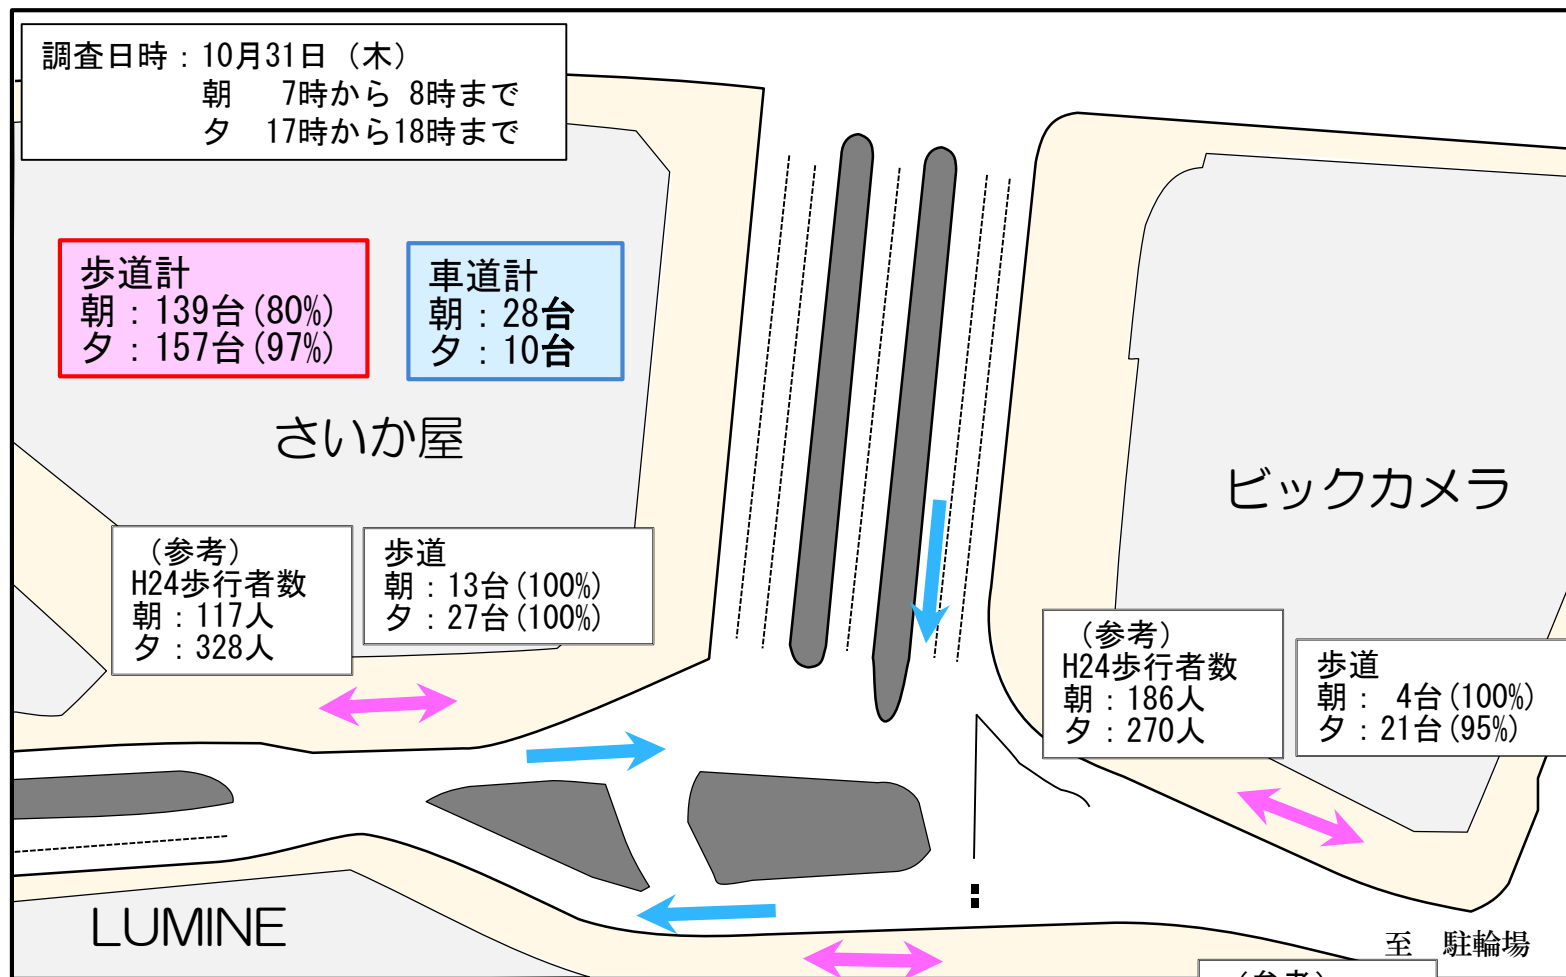 調査日時：10月31日（木）
朝　7時から 8時まで
夕　17時から18時まで
歩道計
朝：139台(80%)
夕：157台(97%)
車道計
朝：28台
夕：10台
さいか屋
ビックカメラ
（参考）
H24歩行者数
朝：117人
夕：328人
歩道
朝：13台(100%)
夕：27台(100%)
（参考）
H24歩行者数
朝：186人
夕：270人
歩道
朝： 4台(100%)
夕：21台(95%)
LUMINE
至　駐輪場
（参考）